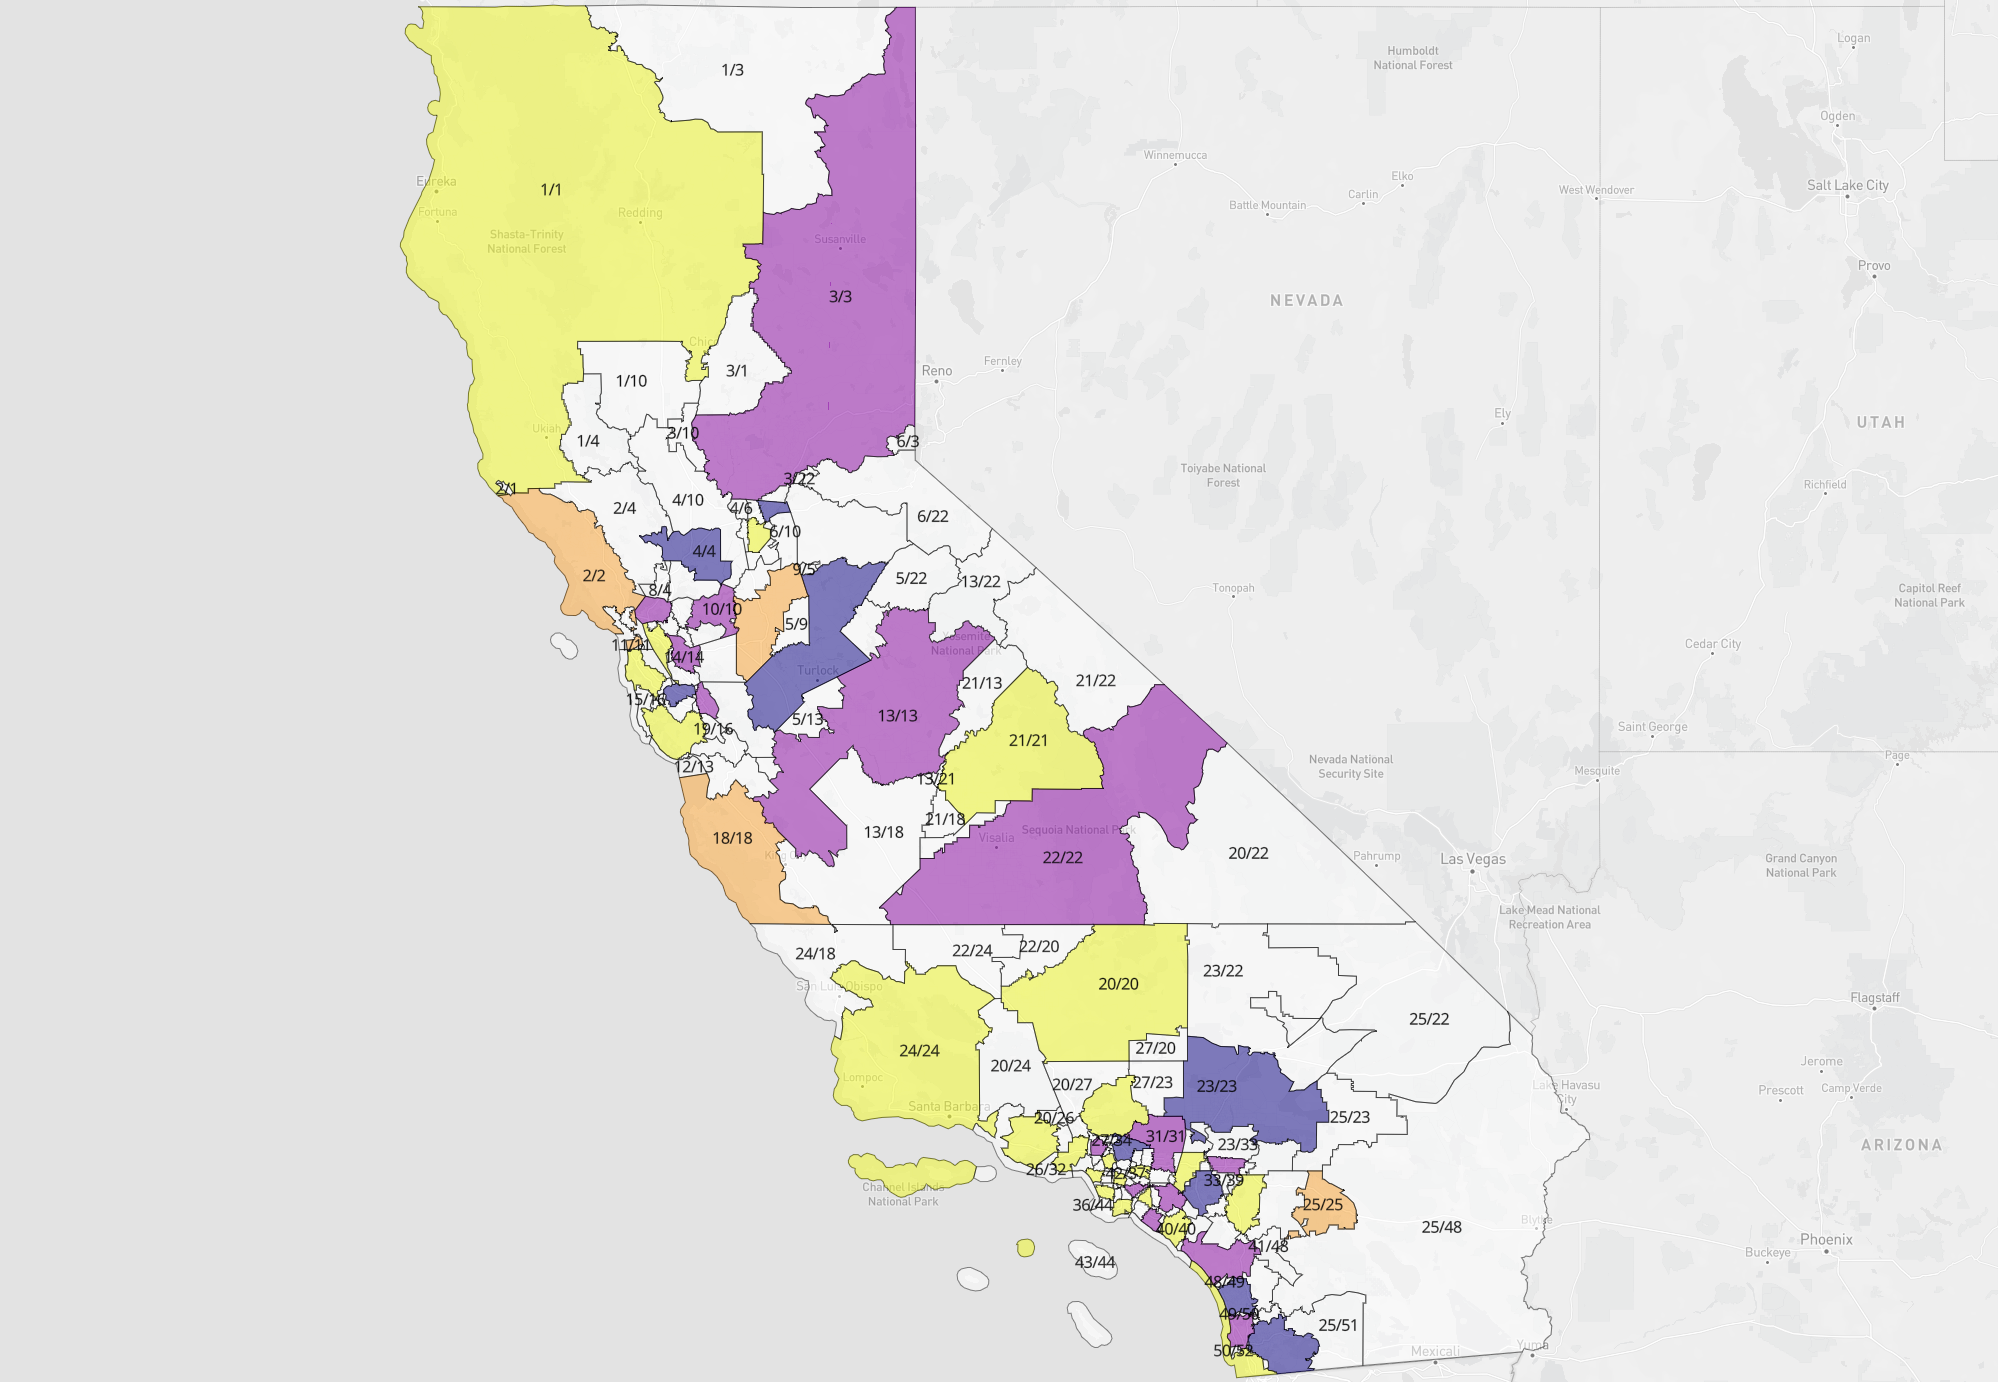 Logan
Humboldt
National Forest
1/3
Ogden
Winnemucca
Elko
Carlin
West Wendover
Salt Lake City
Battle Mountain
Eureka
1/1
Fortuna
Redding
Shasta-Trinity
National Forest
Susanville
Provo
3/3
NEVADA
Chic
Fernley
Reno
3/1
1/10
Ely
UTAH
Ukiah
1/4
3/10
6/3
Toiyabe National
Forest
3/22
Richfield
2/1
4/10
2/4
4/6
6/22
6/10
4/4
9/5
2/2
5/22
13/22
8/4
Tonopah
Capitol Reef
National Park
10/10
5/9
Yosemite
National Park
11/11
14/14
Cedar City
Turlock
21/13
21/22
15/16
5/13
13/13
19/16
Saint George
21/21
Page
12/13
13/21
Nevada National
Security Site
Mesquite
21/18
13/18
18/18
Visalia
Sequoia National Park
King City
22/22
20/22
Pahrump
Las Vegas
Grand Canyon
National Park
Lake Mead National
Recreation Area
24/18
22/24
22/20
23/22
San Luis Obispo
20/20
Flagstaff
25/22
24/24
27/20
20/24
Jerome
Lompoc
20/27
27/23
23/23
Lake Havasu
City
Prescott
Camp Verde
Santa Barbara
20/26
25/23
31/31
23/33
ARIZONA
26/32
42/37
33/39
Channel Islands
National Park
36/44
25/25
40/40
25/48
Blythe
41/48
Phoenix
Buckeye
43/44
48/49
49/50
25/51
50/52
Mexicali
Yuma